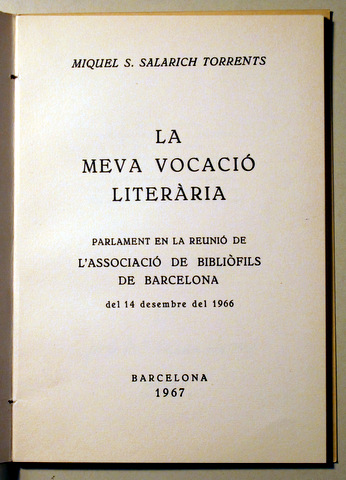 MIQUEL S. SALARICH TORRENTS
LA
MEVA VOCACIÓ
LITERÀRIA
PARLAMENT EN LA REUNIÓ DE
L'ASSOCIACIÓ DE BIBLIÒFILS
DE BARCELONA
del 14 desembre del 1966
BARCELONA
1967